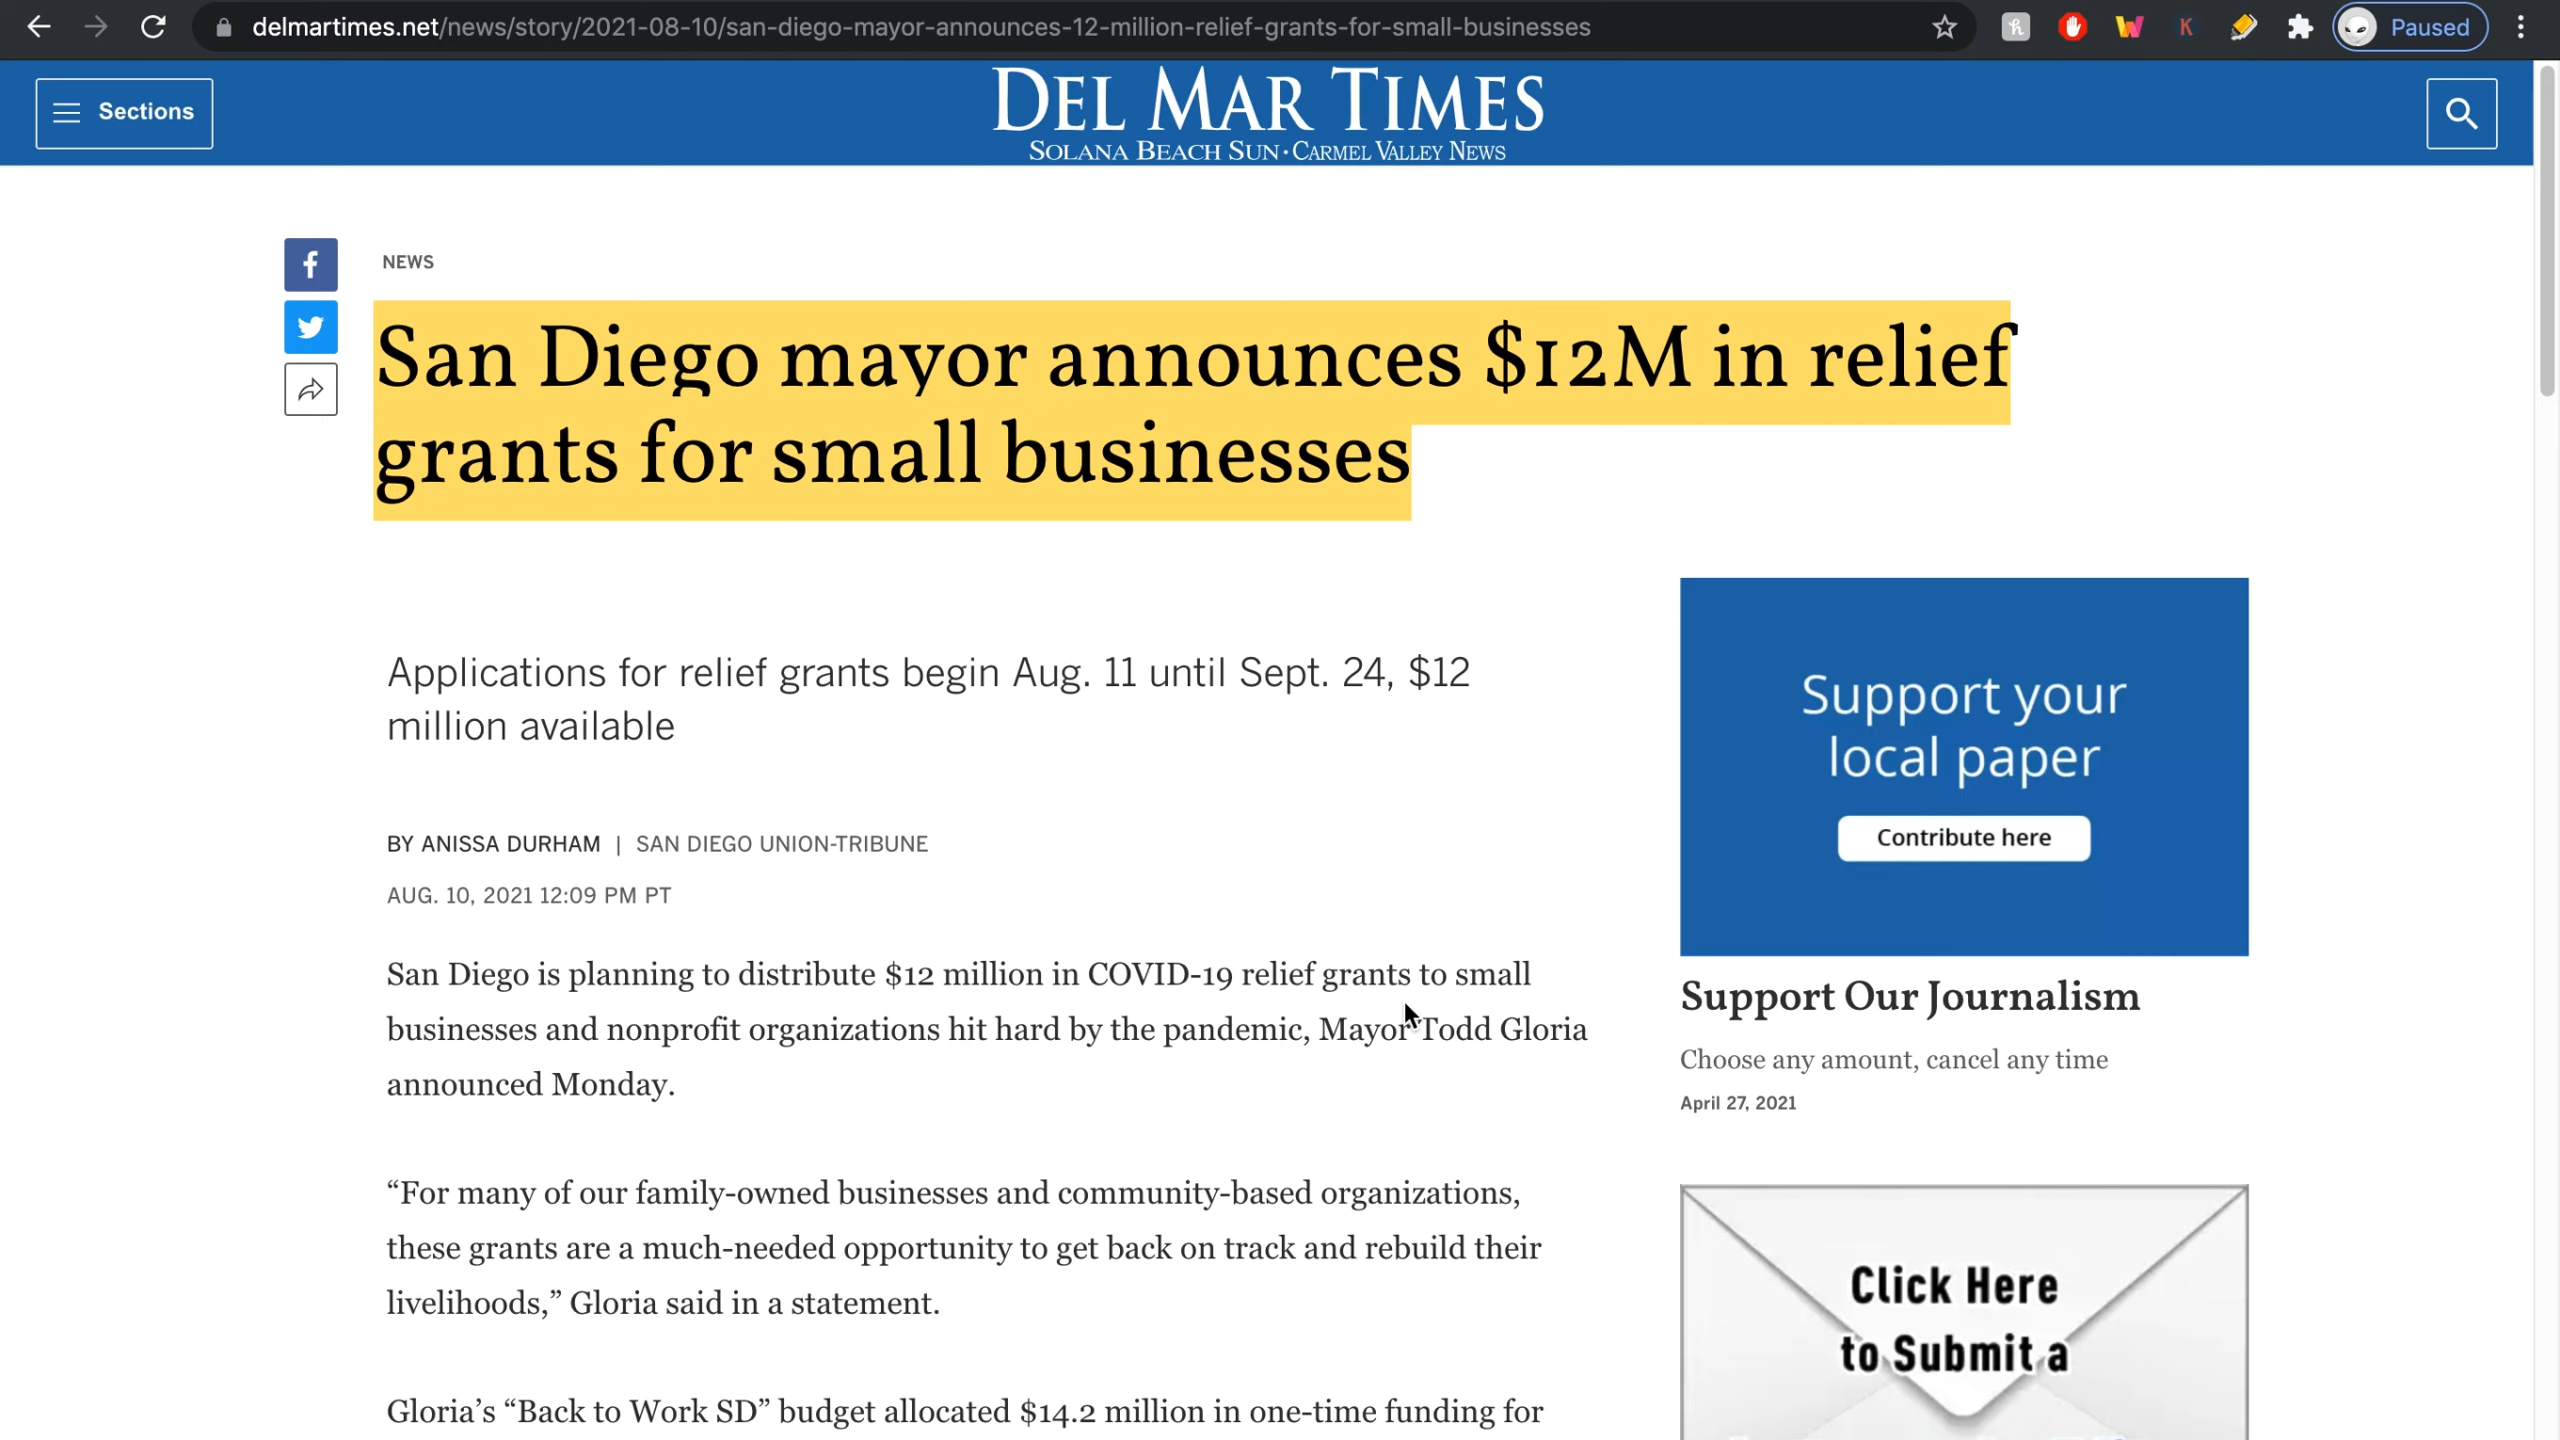 delmartimes.net/news/story/2021-08-10/san-diego-mayor-announces-12-million-relief-grants-for-small-businesses
Paused
Sections
DEL MAR TIMES
SOLANA BEACH SUN · CARMEL VALLEY NEWS
NEWS
San Diego mayor announces $12M in relief
grants for small businesses
Applications for relief grants begin Aug. 11 until Sept. 24, $12
million available
BY ANISSA DURHAM | SAN DIEGO UNION-TRIBUNE
AUG. 10, 2021 12:09 PM PT
San Diego is planning to distribute $12 million in COVID-19 relief grants to small
businesses and nonprofit organizations hit hard by the pandemic, Mayor Todd Gloria
announced Monday.
“For many of our family-owned businesses and community-based organizations,
these grants are a much-needed opportunity to get back on track and rebuild their
livelihoods,” Gloria said in a statement.
Gloria’s “Back to Work SD” budget allocated $14.2 million in one-time funding for
Support your
local paper
Contribute here
Support Our Journalism
Choose any amount, cancel any time
April 27, 2021
Click Here
to Submit a